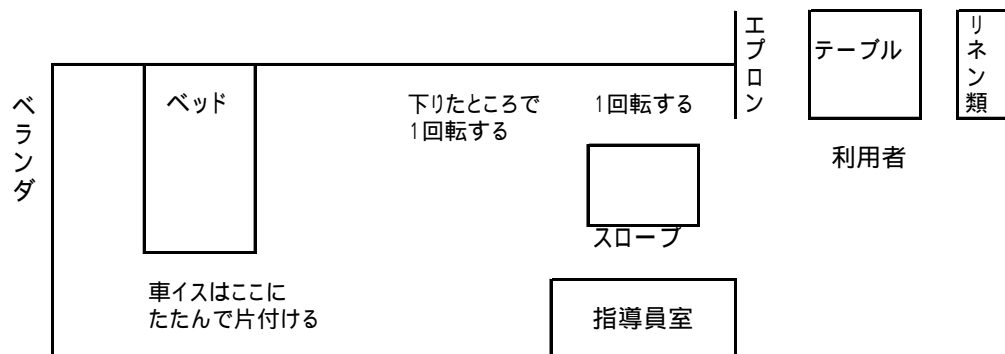 ベランダ
ベッド
車イスはここに
たたんで片付ける
下りたところで
1回転する
1回転する
スロープ
指導員室
エプロン
テーブル
利用者
リネン類